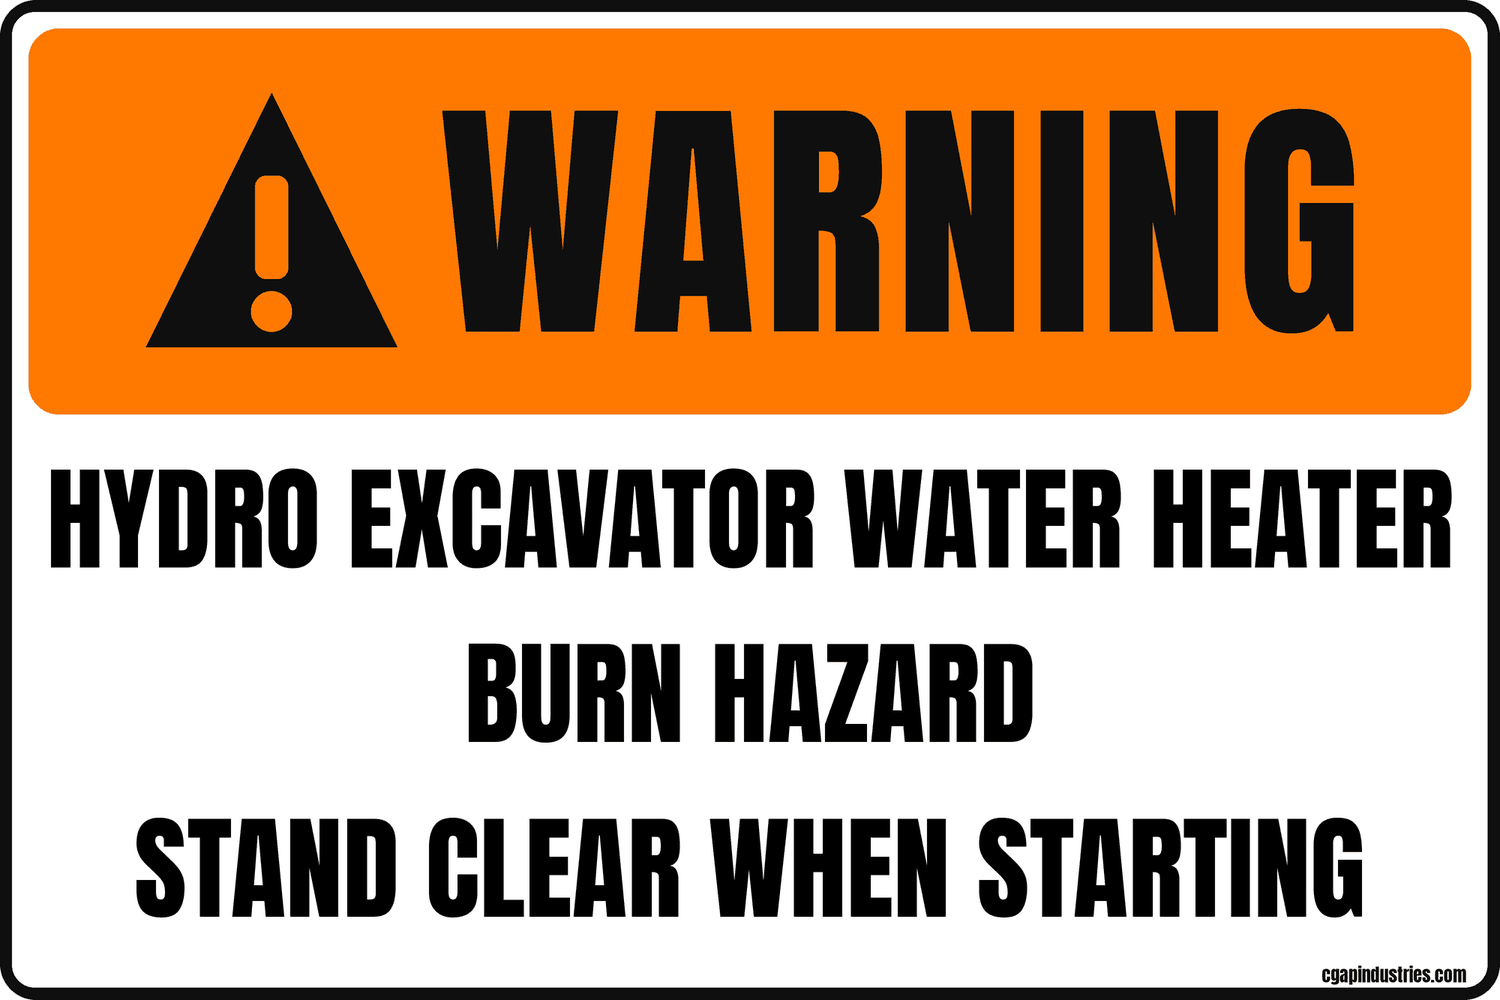 WARNING
HYDRO EXCAVATOR WATER HEATER
BURN HAZARD
STAND CLEAR WHEN STARTING
cgapindustries.com